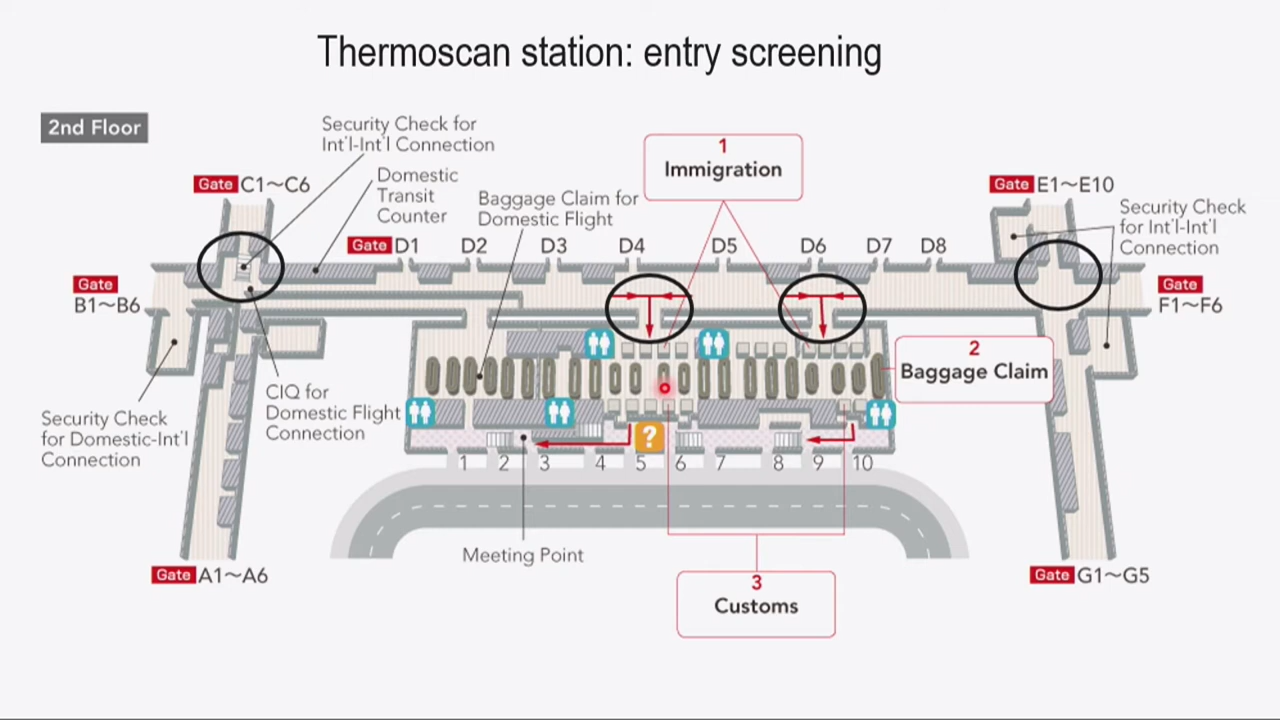 Thermoscan station: entry screening
2nd Floor
Security Check for
Int'l-Int'l Connection
Gate C1~C6
Domestic
Transit
Counter
Baggage Claim for
Domestic Flight
1
Immigration
Gate E1~E10
Security Check
for Int'l-Int'l
Connection
Gate D1 D2 D3 D4 D5 D6 D7 D8
Gate
B1~B6
Gate
F1~F6
2
Baggage Claim
CIQ for
Domestic Flight
Connection
Security Check
for Domestic-Int'l
Connection
?
1 2 3 4 5 6 7 8 9 10
Meeting Point
Gate A1~A6
3
Customs
Gate G1~G5